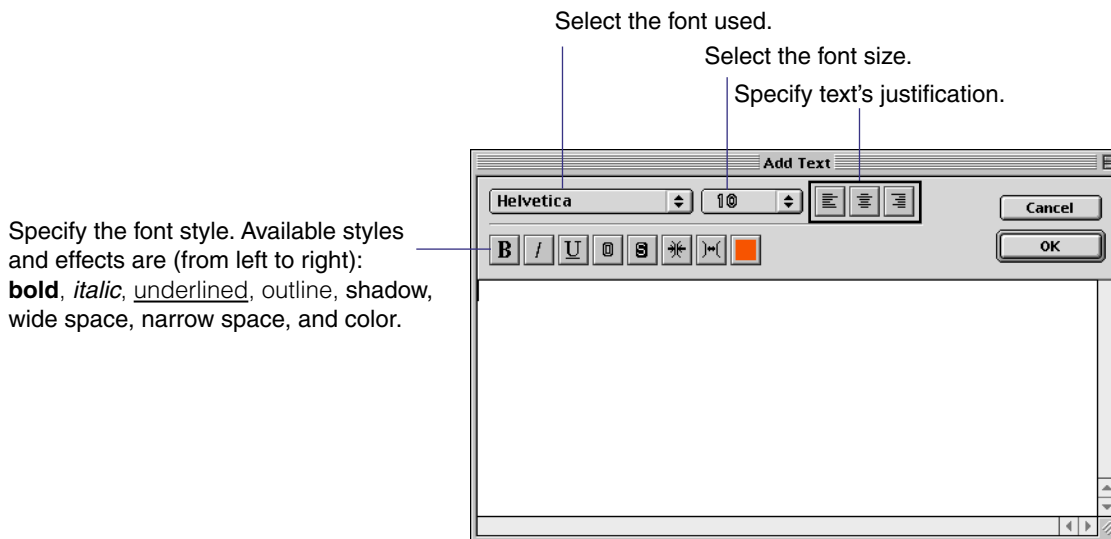 Select the font used.
Select the font size.
Specify text’s justification.
Add Text
Helvetica
10
Cancel
B I U O S
OK
Specify the font style. Available styles
and effects are (from left to right):
bold, italic, underlined, outline, shadow,
wide space, narrow space, and color.